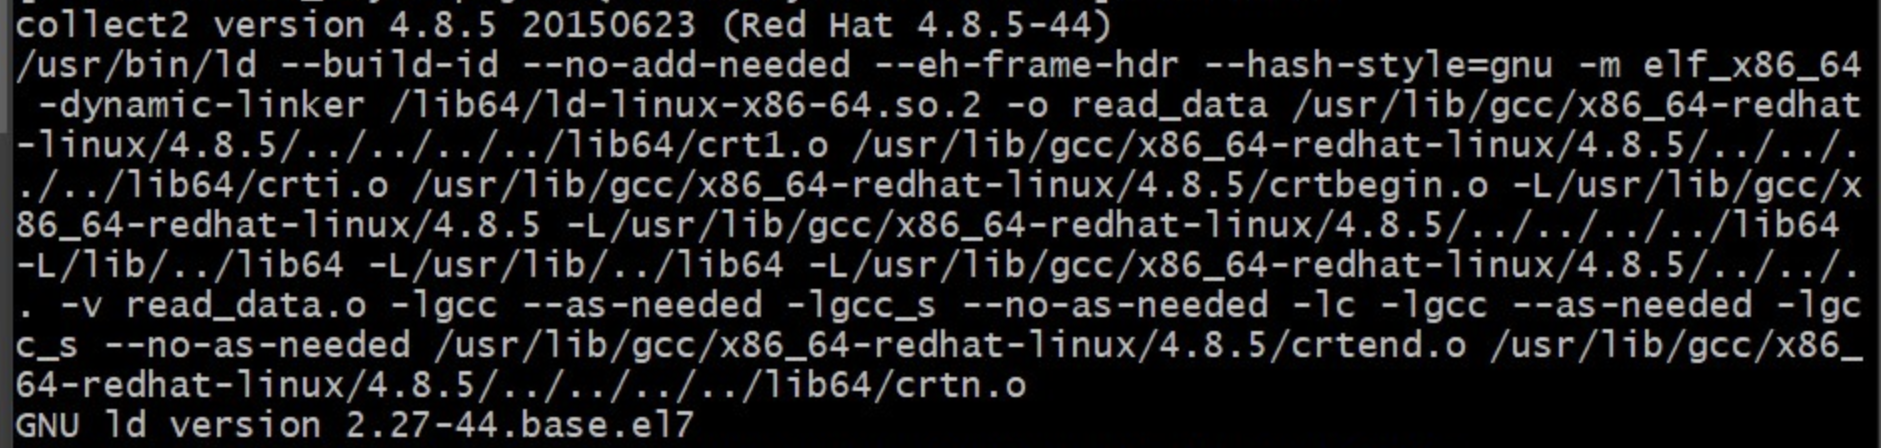 collect2 version 4.8.5 20150623 (Red Hat 4.8.5-44)
/usr/bin/ld --build-id --no-add-needed --eh-frame-hdr --hash-style=gnu -m elf_x86_64
-dynamic-linker /lib64/ld-linux-x86-64.so.2 -o read_data /usr/lib/gcc/x86_64-redhat
-linux/4.8.5/../../../../lib64/crt1.o /usr/lib/gcc/x86_64-redhat-linux/4.8.5/../../.
./../lib64/crti.o /usr/lib/gcc/x86_64-redhat-linux/4.8.5/crtbegin.o -L/usr/lib/gcc/x
86_64-redhat-linux/4.8.5 -L/usr/lib/gcc/x86_64-redhat-linux/4.8.5/../../../../lib64
-L/lib/../lib64 -L/usr/lib/../lib64 -L/usr/lib/gcc/x86_64-redhat-linux/4.8.5/../../.
. -v read_data.o -lgcc --as-needed -lgcc_s --no-as-needed -lc -lgcc --as-needed -lgc
c_s --no-as-needed /usr/lib/gcc/x86_64-redhat-linux/4.8.5/crtend.o /usr/lib/gcc/x86_
64-redhat-linux/4.8.5/../../../../lib64/crtn.o
GNU ld version 2.27-44.base.el7